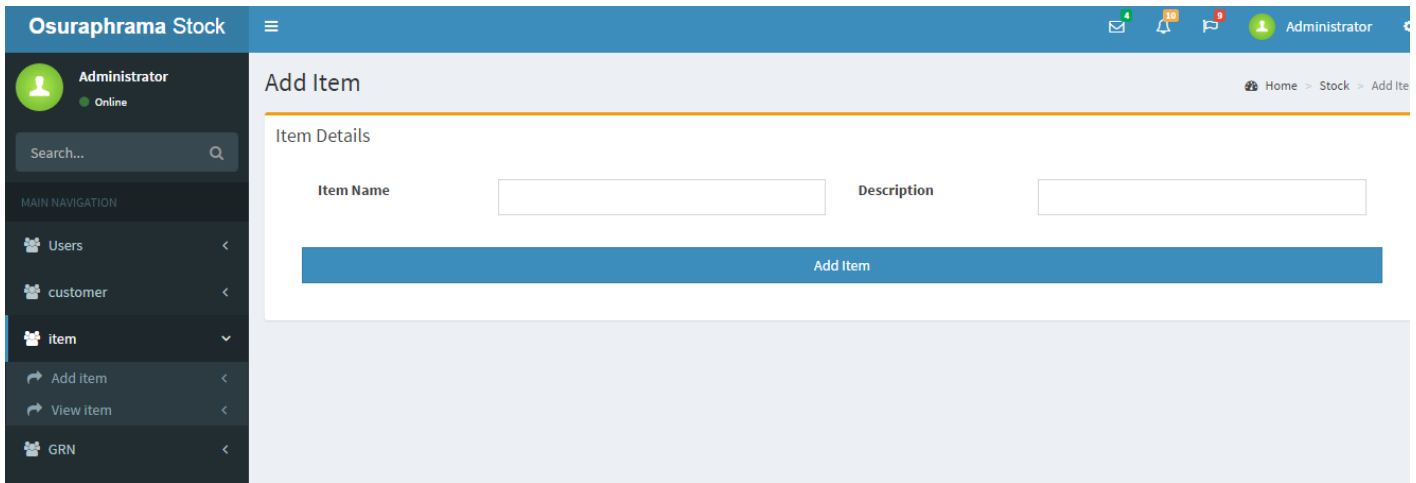 Osuraphrama Stock
4
10
9
Administrator
Administrator
Online
Search...
MAIN NAVIGATION
Users
customer
item
Add item
View item
GRN
Add Item
Home > Stock > Add Ite
Item Details
Item Name
Description
Add Item